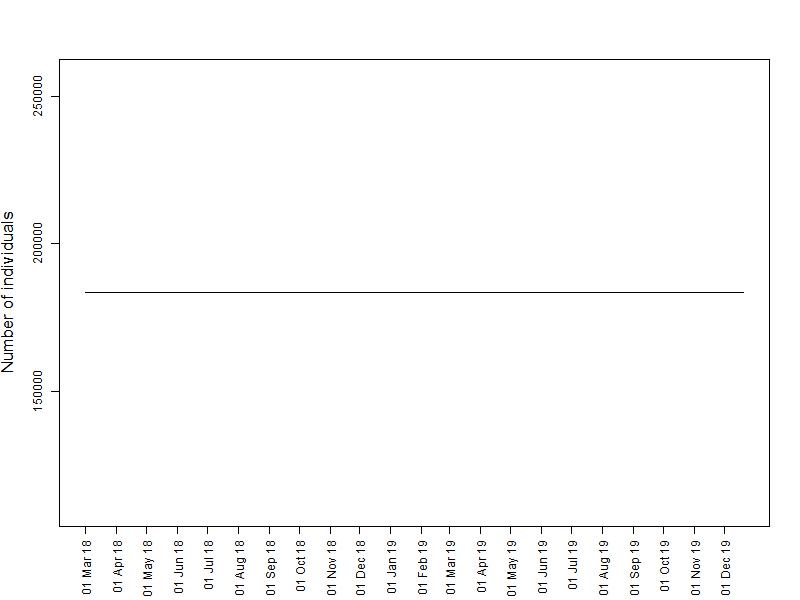 Number of individuals
250000
200000
150000
01 Mar 18
01 Apr 18
01 May 18
01 Jun 18
01 Jul 18
01 Aug 18
01 Sep 18
01 Oct 18
01 Nov 18
01 Dec 18
01 Jan 19
01 Feb 19
01 Mar 19
01 Apr 19
01 May 19
01 Jun 19
01 Jul 19
01 Aug 19
01 Sep 19
01 Oct 19
01 Nov 19
01 Dec 19